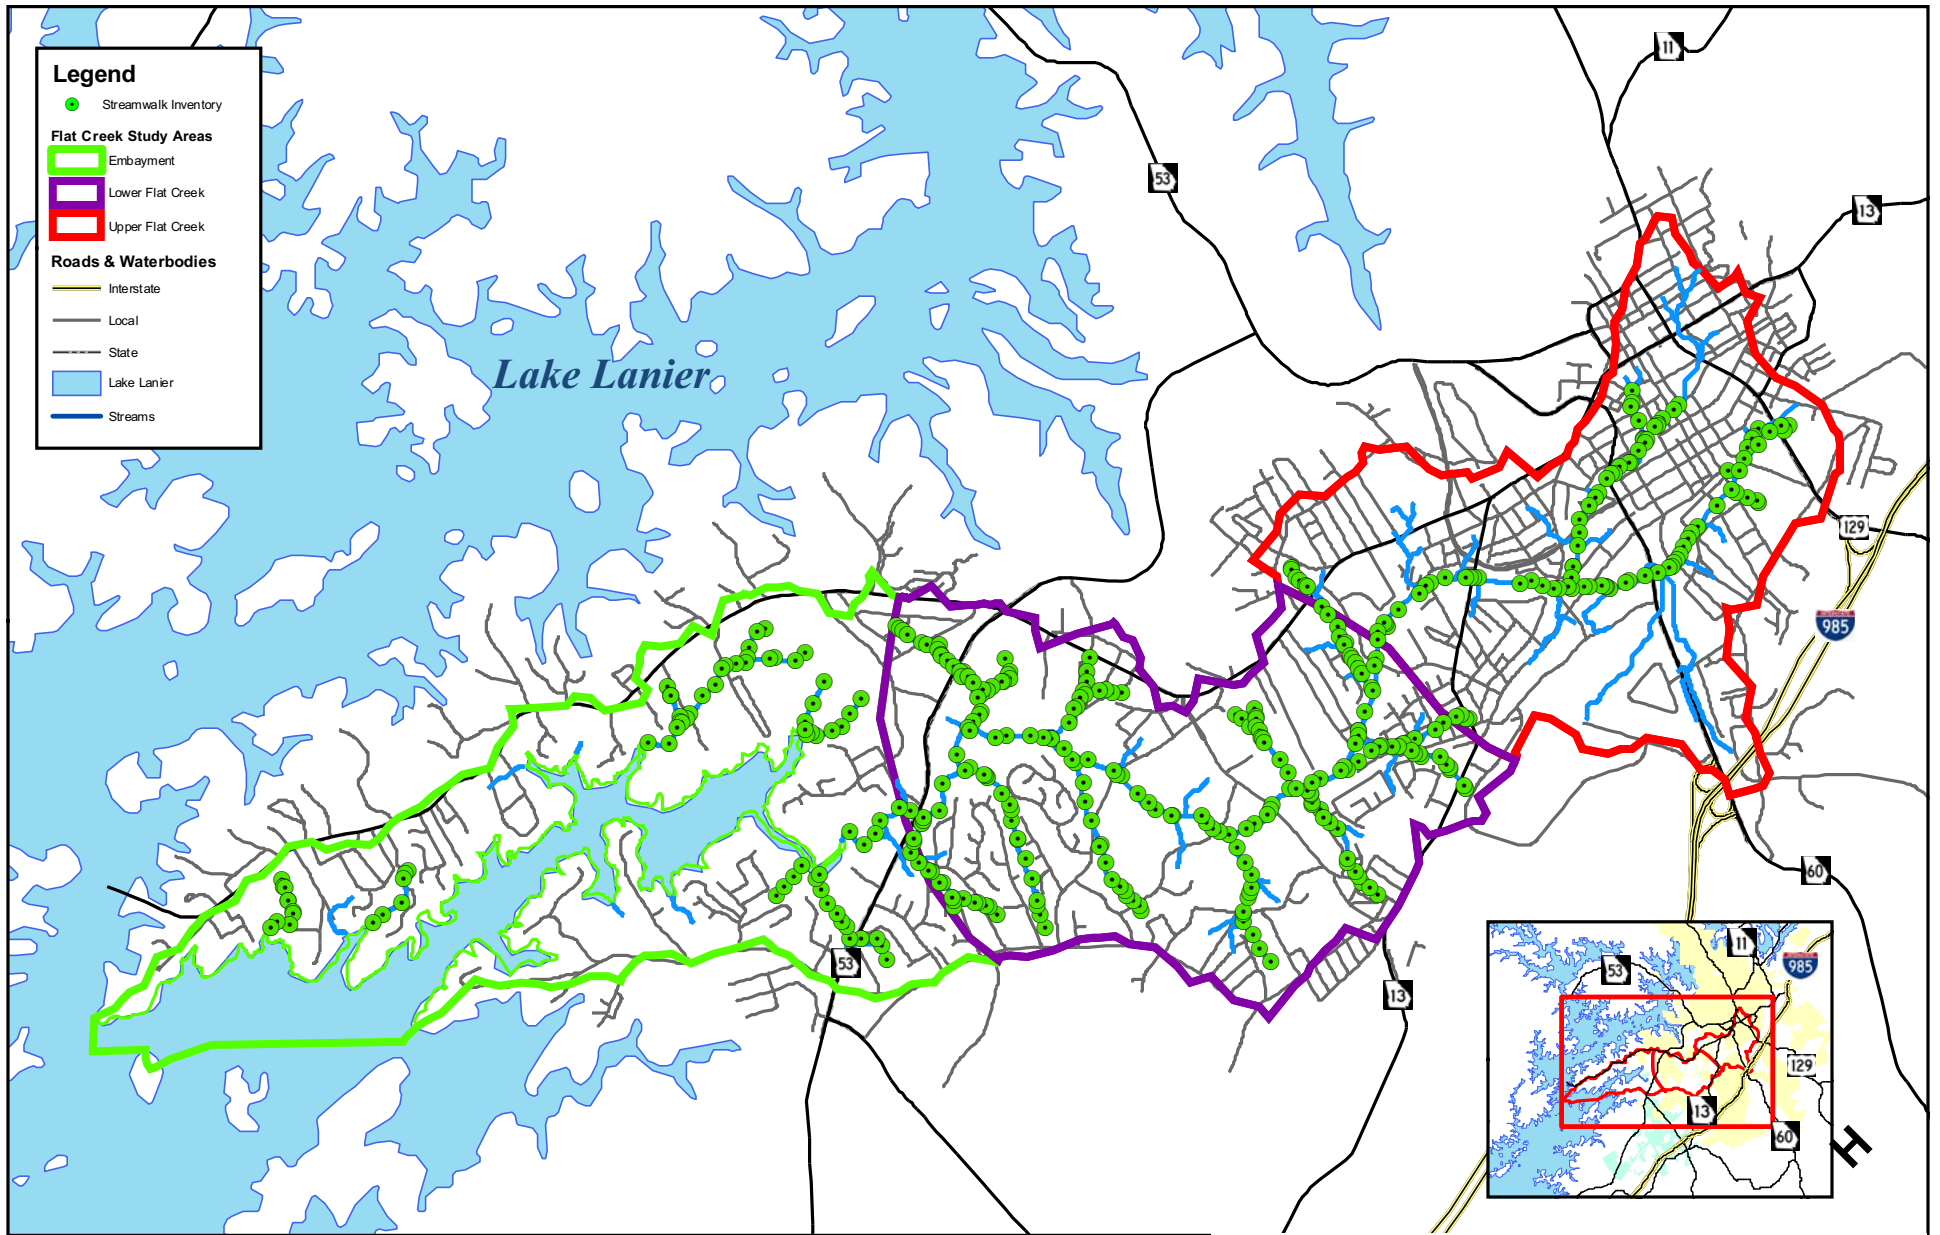 Legend
Streamwalk Inventory
Flat Creek Study Areas
Embayment
Lower Flat Creek
Upper Flat Creek
Roads & Waterbodies
Interstate
Local
State
Lake Lanier
Streams
11
53
13
Lake Lanier
129
985
60
53
13
11
53
985
129
13
60
H